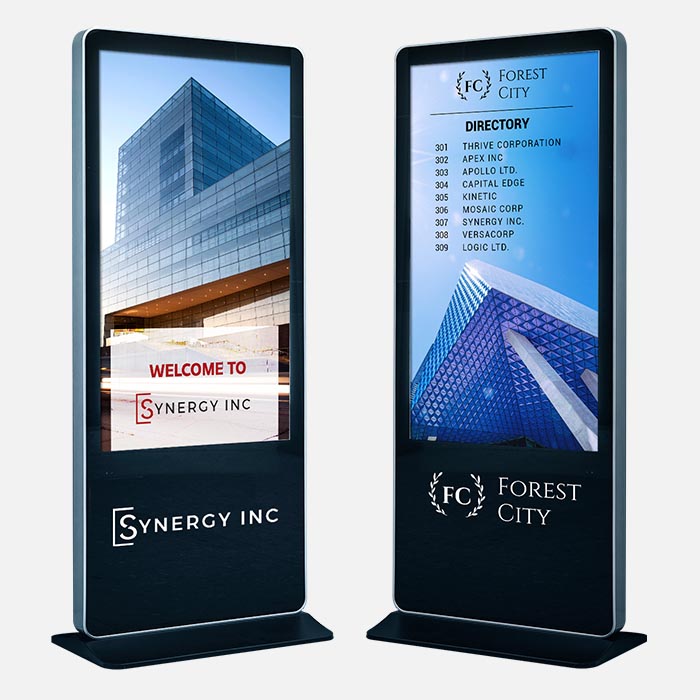 WELCOME TO
SYNERGY INC
SYNERGY INC
FC FOREST
CITY
DIRECTORY
301 THRIVE CORPORATION
302 APEX INC
303 APOLLO LTD.
304 CAPITAL EDGE
305 KINETIC
306 MOSAIC CORP
307 SYNERGY INC.
308 VERSACORP
309 LOGIC LTD.
FC FOREST
CITY